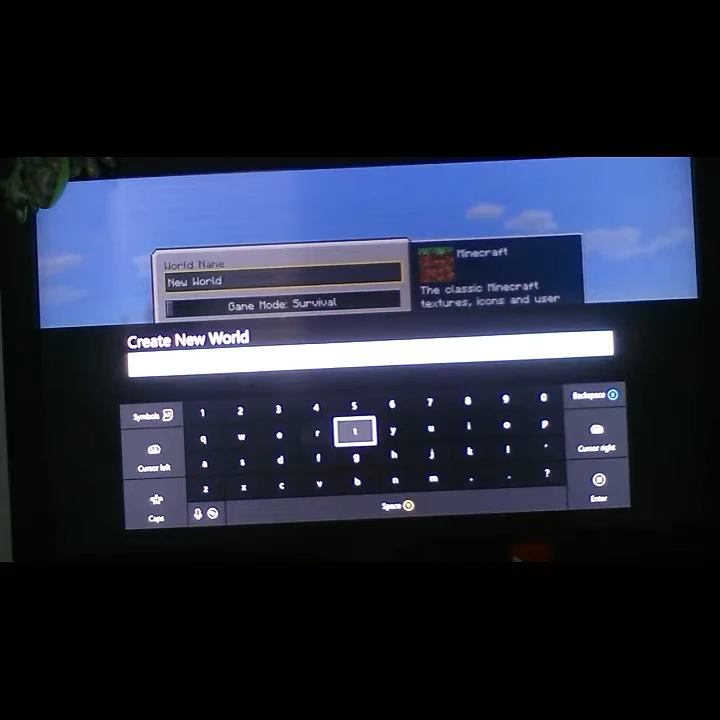 World Name
New World
Game Mode: Survival
Minecraft
The classic Minecraft
textures, icons and user
Create New World
Symbols LT
1 2 3 4 5 6 7 8 9 0
Backspace X
q w e r t y u i o p
Cursor left
a s d f g h j k l '
Cursor right
z x c v b n m , . ?
Caps
Space Y
Enter